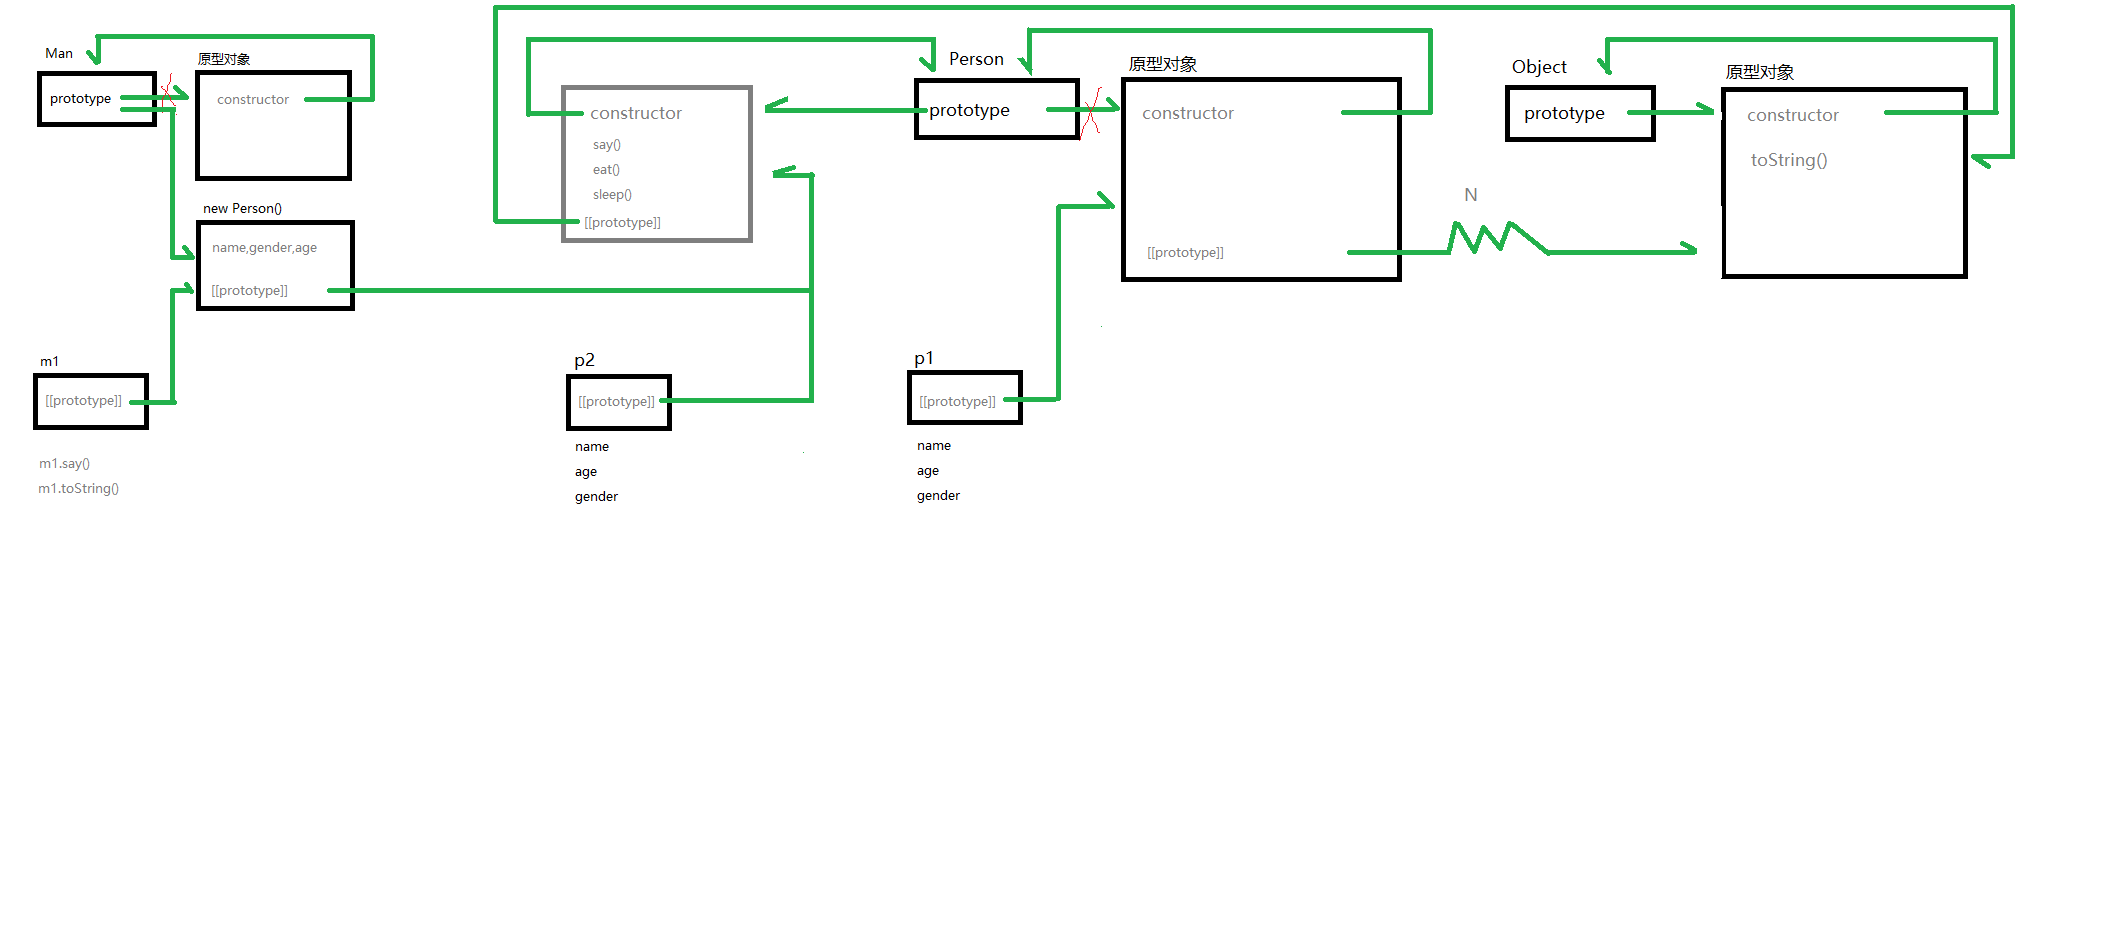 Man
prototype
原型对象
constructor
new Person()
name,gender,age
[[prototype]]
m1
[[prototype]]
m1.say()
m1.toString()
constructor
say()
eat()
sleep()
[[prototype]]
p2
[[prototype]]
name
age
gender
Person
prototype
原型对象
constructor
[[prototype]]
p1
[[prototype]]
name
age
gender
N
Object
prototype
原型对象
constructor
toString()